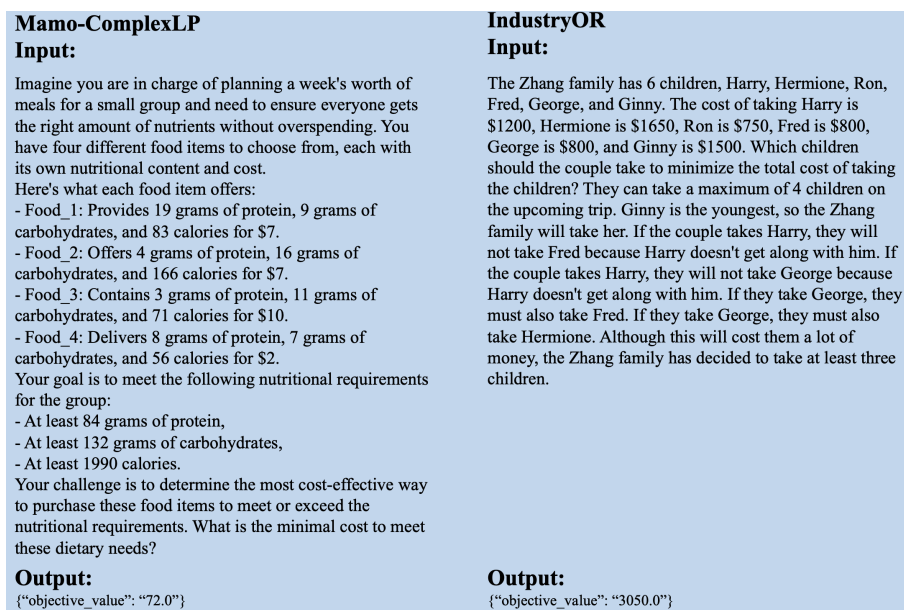 Mamo-ComplexLP
Input:
Imagine you are in charge of planning a week's worth of
meals for a small group and need to ensure everyone gets
the right amount of nutrients without overspending. You
have four different food items to choose from, each with
its own nutritional content and cost.
Here's what each food item offers:
- Food_1: Provides 19 grams of protein, 9 grams of
carbohydrates, and 83 calories for $7.
- Food_2: Offers 4 grams of protein, 16 grams of
carbohydrates, and 166 calories for $7.
- Food_3: Contains 3 grams of protein, 11 grams of
carbohydrates, and 71 calories for $10.
- Food_4: Delivers 8 grams of protein, 7 grams of
carbohydrates, and 56 calories for $2.
Your goal is to meet the following nutritional requirements
for the group:
- At least 84 grams of protein,
- At least 132 grams of carbohydrates,
- At least 1990 calories.
Your challenge is to determine the most cost-effective way
to purchase these food items to meet or exceed the
nutritional requirements. What is the minimal cost to meet
these dietary needs?
Output:
{“objective_value”: “72.0”}
IndustryOR
Input:
The Zhang family has 6 children, Harry, Hermione, Ron,
Fred, George, and Ginny. The cost of taking Harry is
$1200, Hermione is $1650, Ron is $750, Fred is $800,
George is $800, and Ginny is $1500. Which children
should the couple take to minimize the total cost of taking
the children? They can take a maximum of 4 children on
the upcoming trip. Ginny is the youngest, so the Zhang
family will take her. If the couple takes Harry, they will
not take Fred because Harry doesn't get along with him. If
the couple takes Harry, they will not take George because
Harry doesn't get along with him. If they take George, they
must also take Fred. If they take George, they must also
take Hermione. Although this will cost them a lot of
money, the Zhang family has decided to take at least three
children.
Output:
{“objective_value”: “3050.0”}